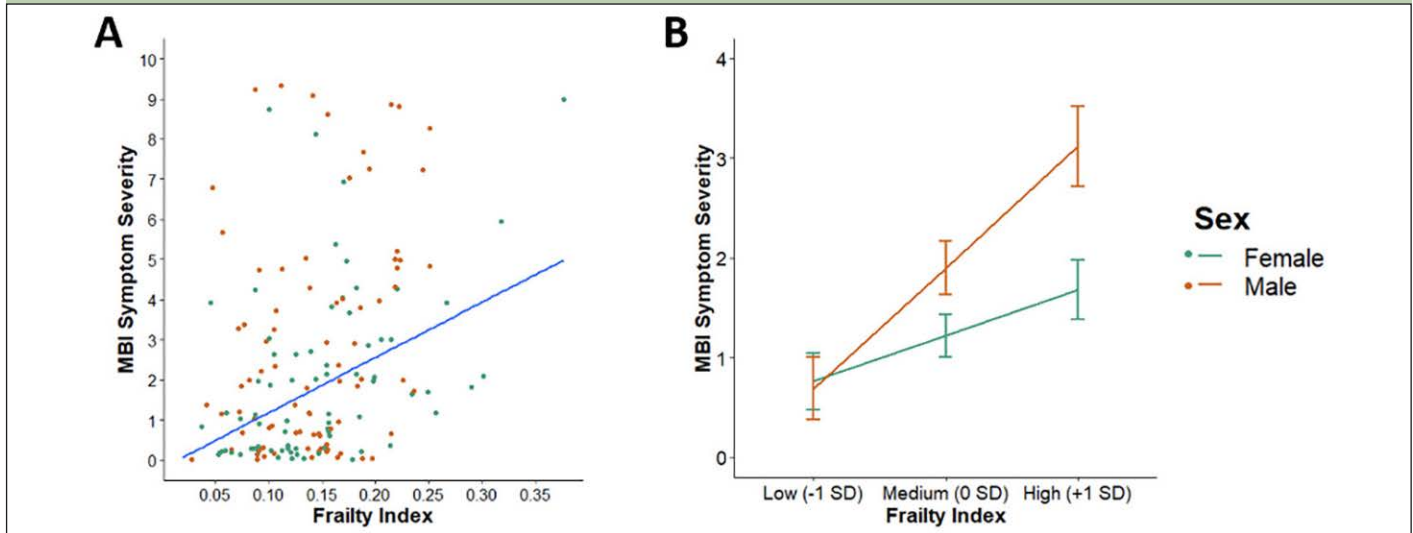 A
B
MBI Symptom Severity
10
9
8
7
6
5
4
3
2
1
0
0.05 0.10 0.15 0.20 0.25 0.30 0.35
Frailty Index
MBI Symptom Severity
4
3
2
1
0
Low (-1 SD) Medium (0 SD) High (+1 SD)
Frailty Index
Sex
Female
Male